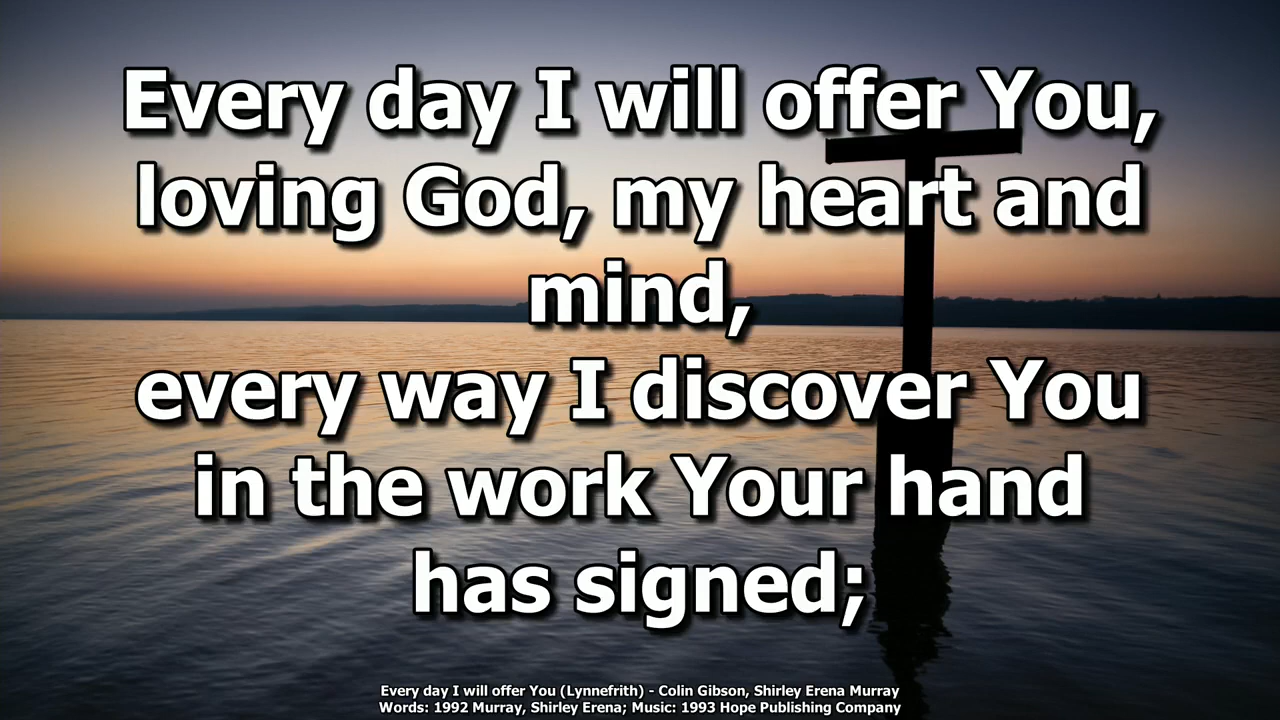 Every day I will offer You,
loving God, my heart and
mind,
every way I discover You
in the work Your hand
has signed;
Every day I will offer You (Lynnefrith) - Colin Gibson, Shirley Erena Murray
Words: 1992 Murray, Shirley Erena; Music: 1993 Hope Publishing Company